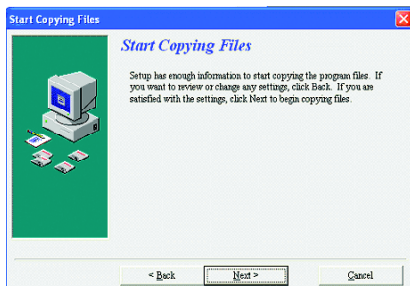 Start Copying Files
Start Copying Files
Setup has enough information to start copying the program files. If
you want to review or change any settings, click Back. If you are
satisfied with the settings, click Next to begin copying files.
< Back
Next >
Cancel